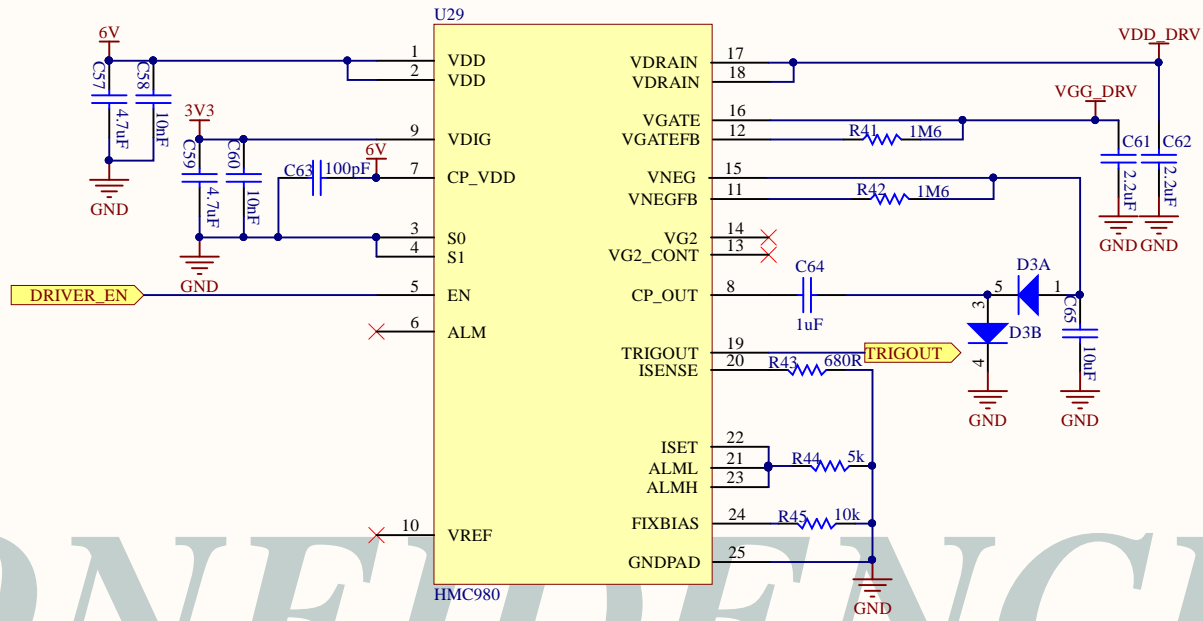 U29
6V
C57
4.7uF
C58
10nF
GND
1 VDD
2 VDD
3V3
C59
4.7uF
C60
10nF
GND
9 VDIG
C63 100pF
6V
7 CP_VDD
3 S0
4 S1
DRIVER_EN
5 EN
6 ALM
10 VREF
VDRAIN 17
VDRAIN 18
VDD_DRV
VGATE 16
VGATEFB 12
R41 1M6
VGG_DRV
C61
2.2uF
GND
C62
2.2uF
GND
VNEG 15
VNEGFB 11
R42 1M6
VG2 14
VG2_CONT 13
CP_OUT 8
C64
1uF
D3A
5
1
3
D3B
4
GND
C65
10uF
GND
TRIGOUT 19
TRIGOUT
ISENSE 20
R43 680R
ISET 22
ALML 21
ALMH 23
R44 5k
FIXBIAS 24
R45 10k
GNDPAD 25
GND
HMC980